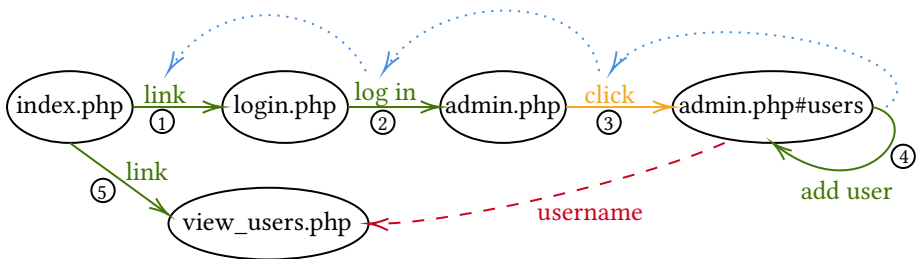 index.php
link
①
login.php
log in
②
admin.php
click
③
admin.php#users
④
add user
⑤
link
view_users.php
username